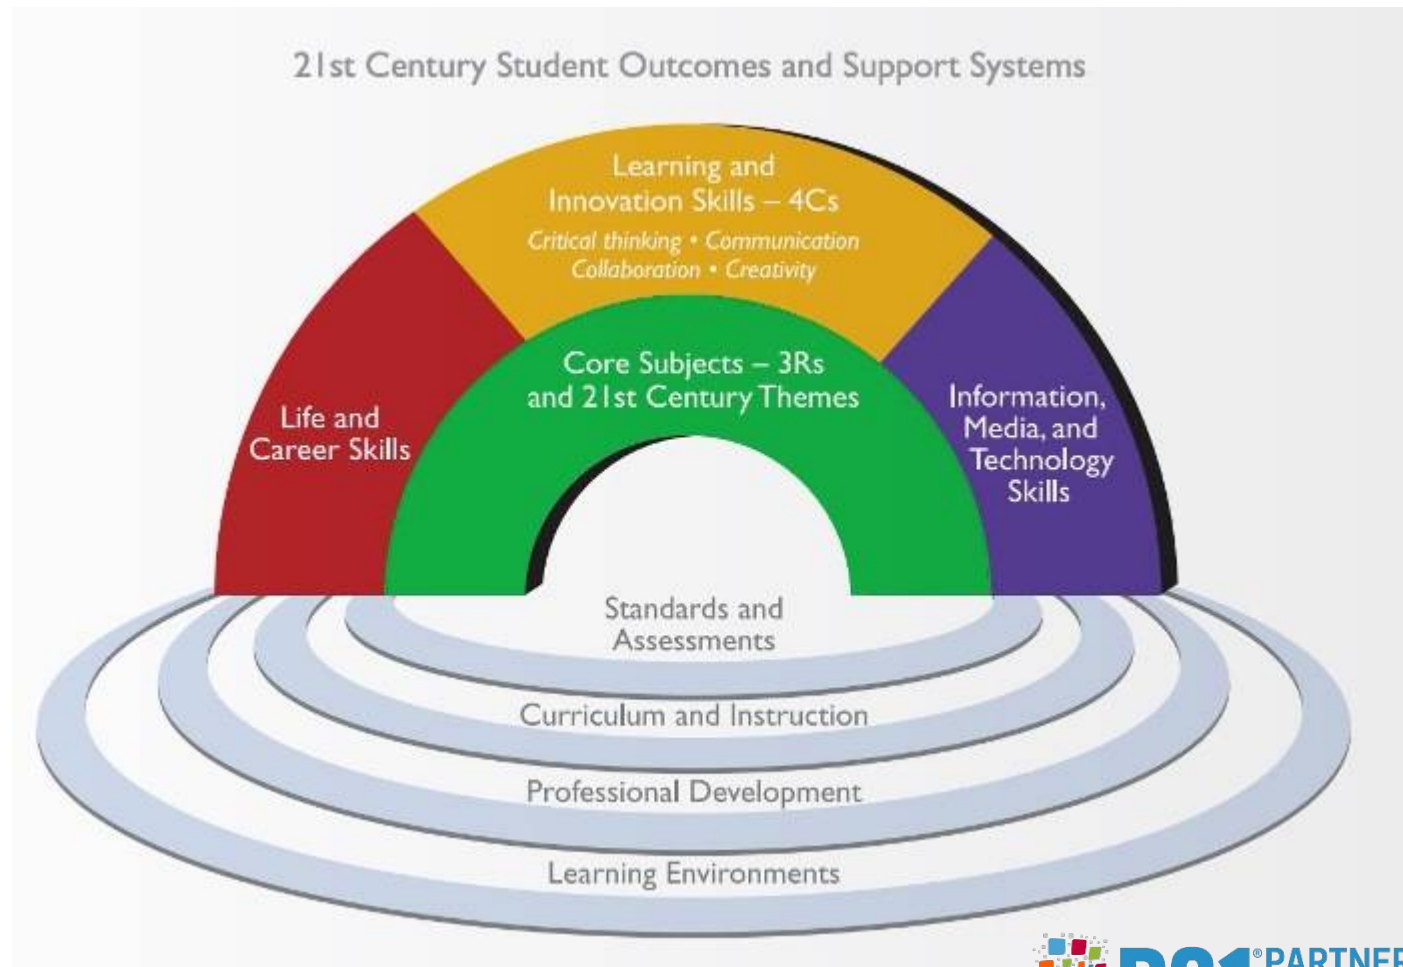 21st Century Student Outcomes and Support Systems
Learning and
Innovation Skills – 4Cs
Critical thinking • Communication
Collaboration • Creativity
Core Subjects – 3Rs
and 21st Century Themes
Life and
Career Skills
Information,
Media, and
Technology
Skills
Standards and
Assessments
Curriculum and Instruction
Professional Development
Learning Environments